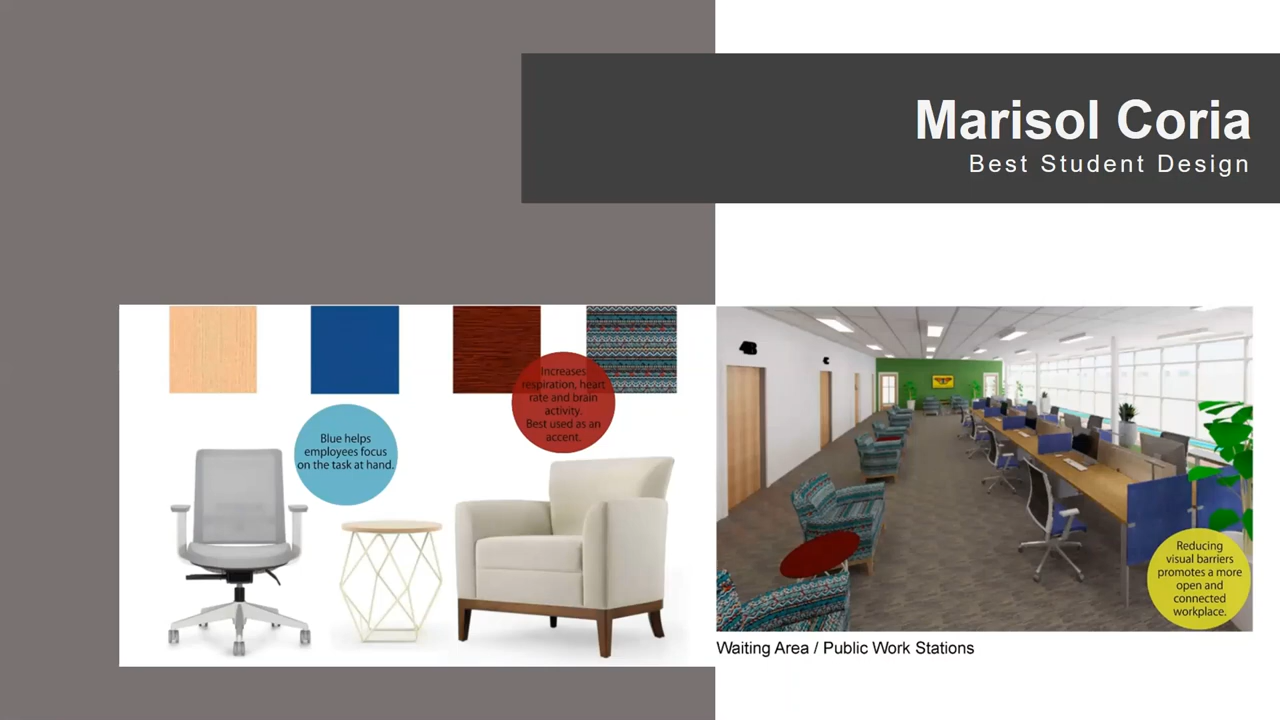 Marisol Coria
Best Student Design
Increases
respiration, heart
rate and brain
activity.
Best used as an
accent.
Blue helps
employees focus
on the task at hand.
Reducing
visual barriers
promotes a more
open and
connected
workplace.
Waiting Area / Public Work Stations